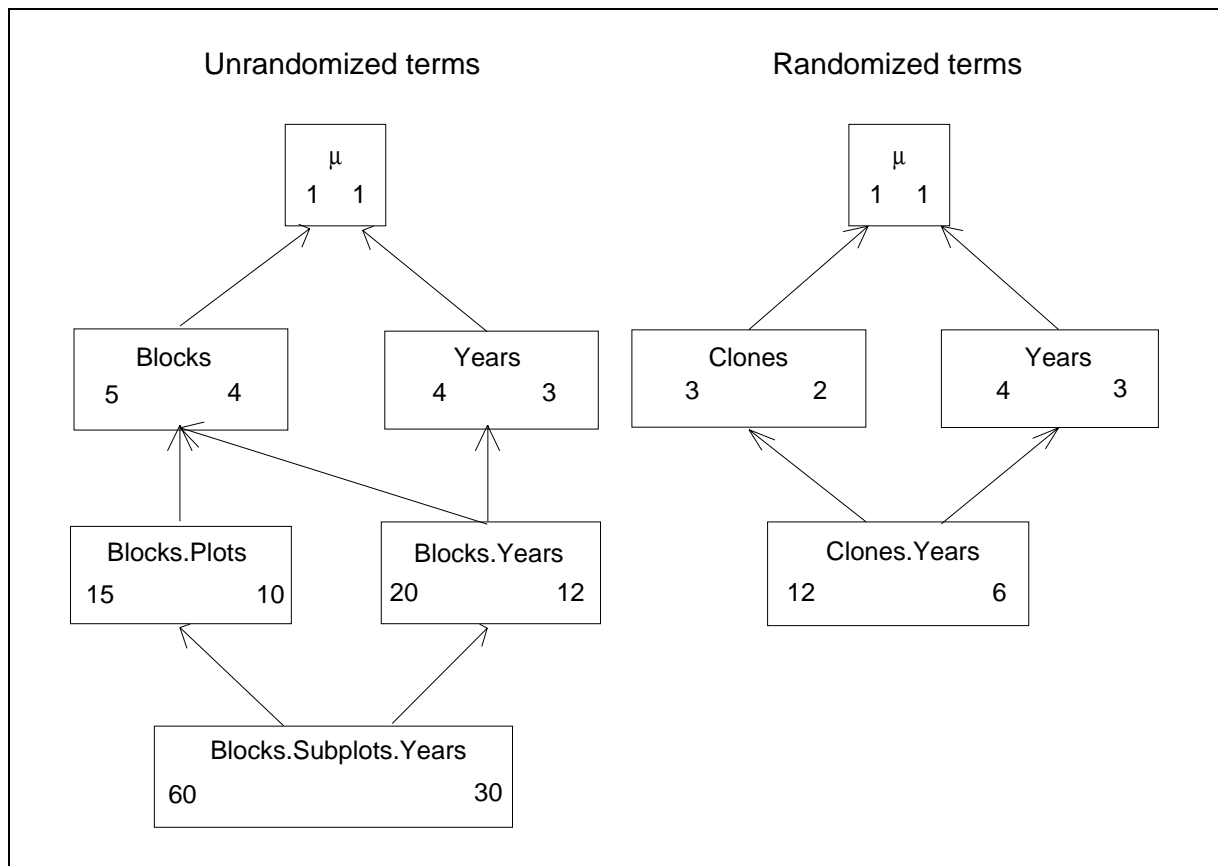 Unrandomized terms
Randomized terms
μ
1 1
μ
1 1
Blocks
5 4
Years
4 3
Clones
3 2
Years
4 3
Blocks.Plots
15 10
Blocks.Years
20 12
Clones.Years
12 6
Blocks.Subplots.Years
60 30